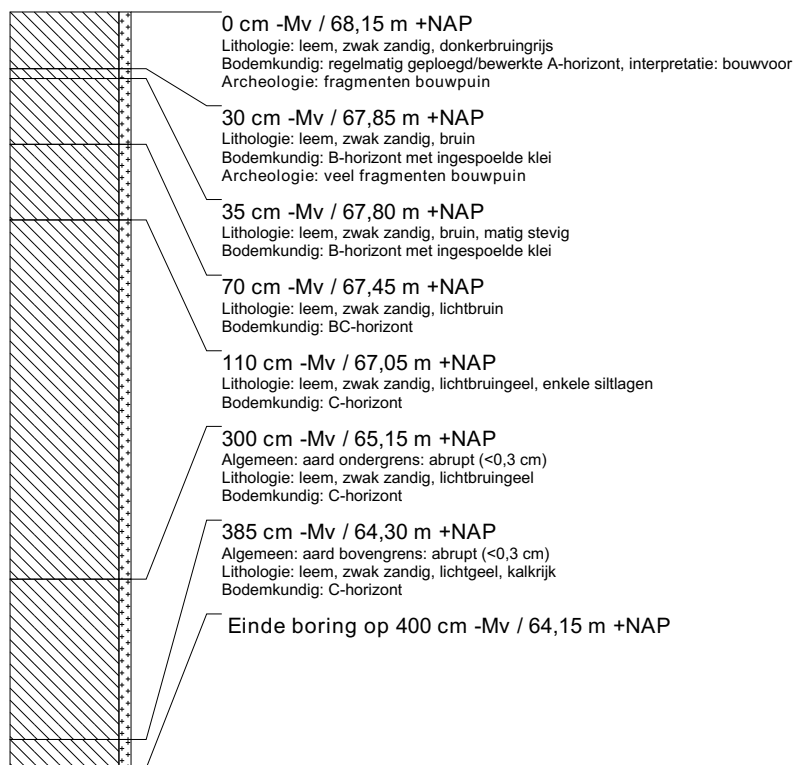 0 cm -Mv / 68,15 m +NAP
Lithologie: leem, zwak zandig, donkerbruingrijs
Bodemkundig: regelmatig geploegd/bewerkte A-horizont, interpretatie: bouwvoor
Archeologie: fragmenten bouwpuin
30 cm -Mv / 67,85 m +NAP
Lithologie: leem, zwak zandig, bruin
Bodemkundig: B-horizont met ingespoelde klei
Archeologie: veel fragmenten bouwpuin
35 cm -Mv / 67,80 m +NAP
Lithologie: leem, zwak zandig, bruin, matig stevig
Bodemkundig: B-horizont met ingespoelde klei
70 cm -Mv / 67,45 m +NAP
Lithologie: leem, zwak zandig, lichtbruin
Bodemkundig: BC-horizont
110 cm -Mv / 67,05 m +NAP
Lithologie: leem, zwak zandig, lichtbruingeel, enkele siltlagen
Bodemkundig: C-horizont
300 cm -Mv / 65,15 m +NAP
Algemeen: aard ondergrens: abrupt (<0,3 cm)
Lithologie: leem, zwak zandig, lichtbruingeel
Bodemkundig: C-horizont
385 cm -Mv / 64,30 m +NAP
Algemeen: aard bovengrens: abrupt (<0,3 cm)
Lithologie: leem, zwak zandig, lichtgeel, kalkrijk
Bodemkundig: C-horizont
Einde boring op 400 cm -Mv / 64,15 m +NAP